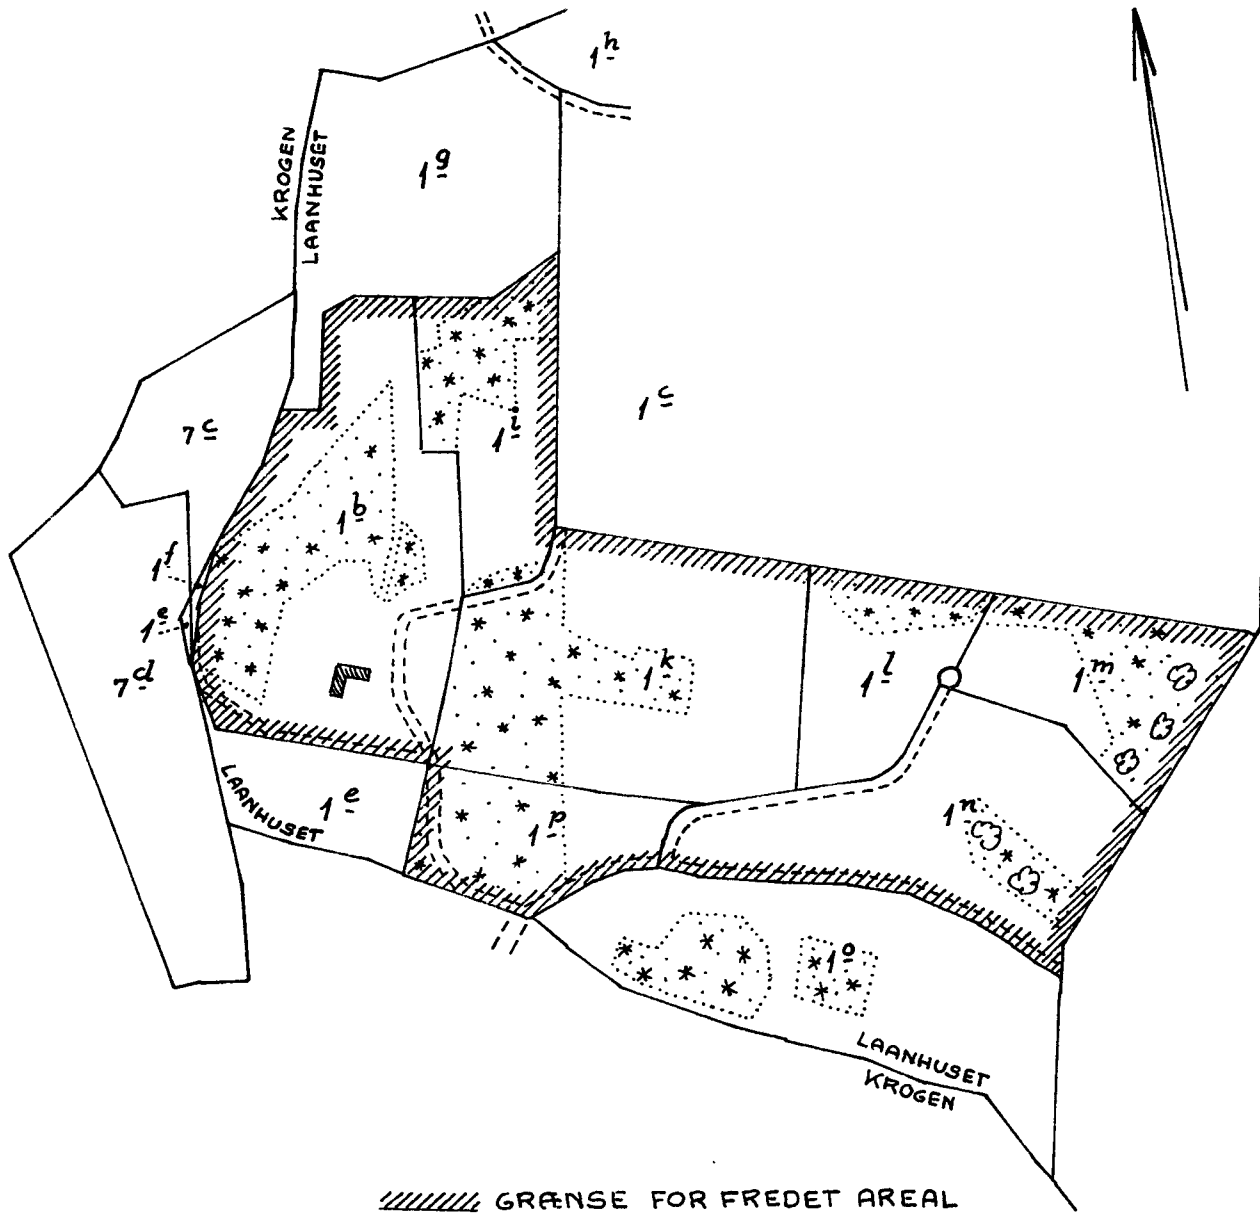 1h
KROGEN
LAANHUSET
1g
1c
7c
1i
1b
1f
1e
7d
1k
1l
1m
LAANHUSET
1e
1p
1n
1o
LAANHUSET
KROGEN
GRÆNSE FOR FREDET AREAL